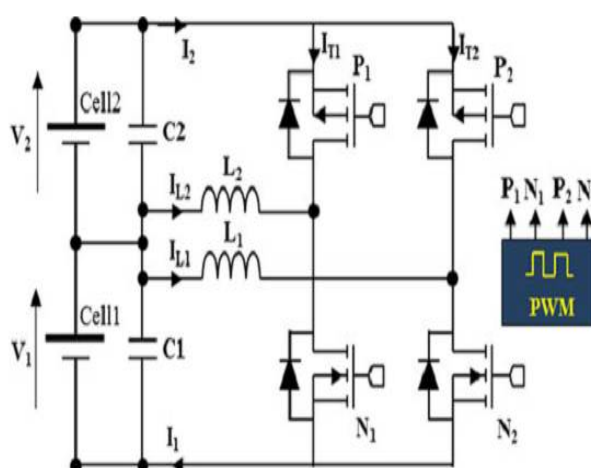 I2
IT1
IT2
P1
P2
Cell2
V2
C2
L2
IL2
P1 N1 P2 N
L1
IL1
PWM
Cell1
V1
C1
N1
N2
I1